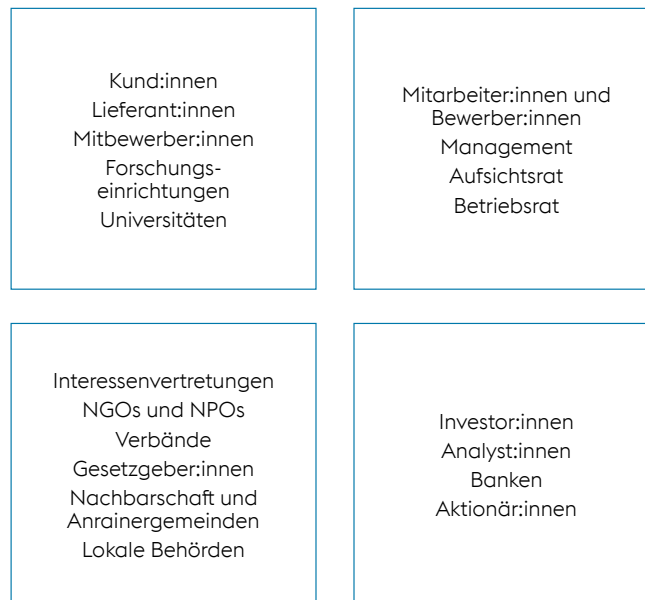 Kund:innen
Lieferant:innen
Mitbewerber:innen
Forschungs-
einrichtungen
Universitäten
Mitarbeiter:innen und
Bewerber:innen
Management
Aufsichtsrat
Betriebsrat
Interessenvertretungen
NGOs und NPOs
Verbände
Gesetzgeber:innen
Nachbarschaft und
Anrainergemeinden
Lokale Behörden
Investor:innen
Analyst:innen
Banken
Aktionär:innen